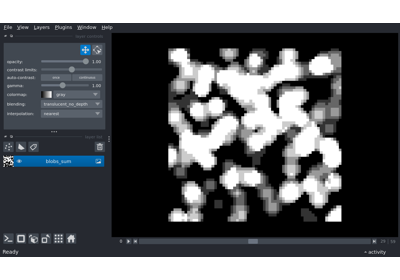 File View Layers Plugins Window Help
opacity: 1.00
contrast limits:
auto-contrast: once continuous
gamma: 1.00
colormap: gray
blending: translucent_no_depth
interpolation: nearest
blobs_sum
Ready
activity